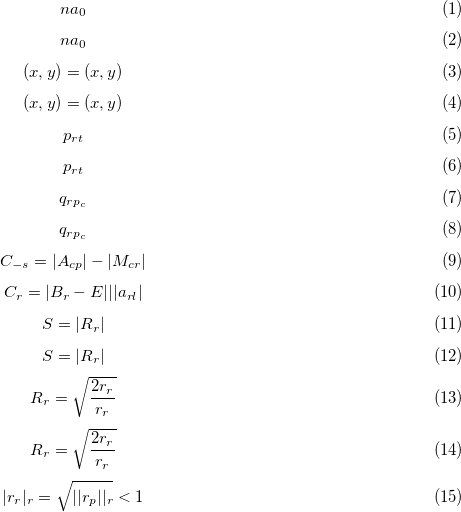 na_0 (1)
na_0 (2)
(x, y) = (x, y) (3)
(x, y) = (x, y) (4)
p_{rt} (5)
p_{rt} (6)
q_{rp_c} (7)
q_{rp_c} (8)
C_{-s} = |A_{cp}| - |M_{cr}| (9)
C_r = |B_r - E|||a_{rl}| (10)
S = |R_r| (11)
S = |R_r| (12)
R_r = \sqrt{\frac{2r_r}{r_r}} (13)
R_r = \sqrt{\frac{2r_r}{r_r}} (14)
|r_r|_r = \sqrt{||r_p||_r} < 1 (15)